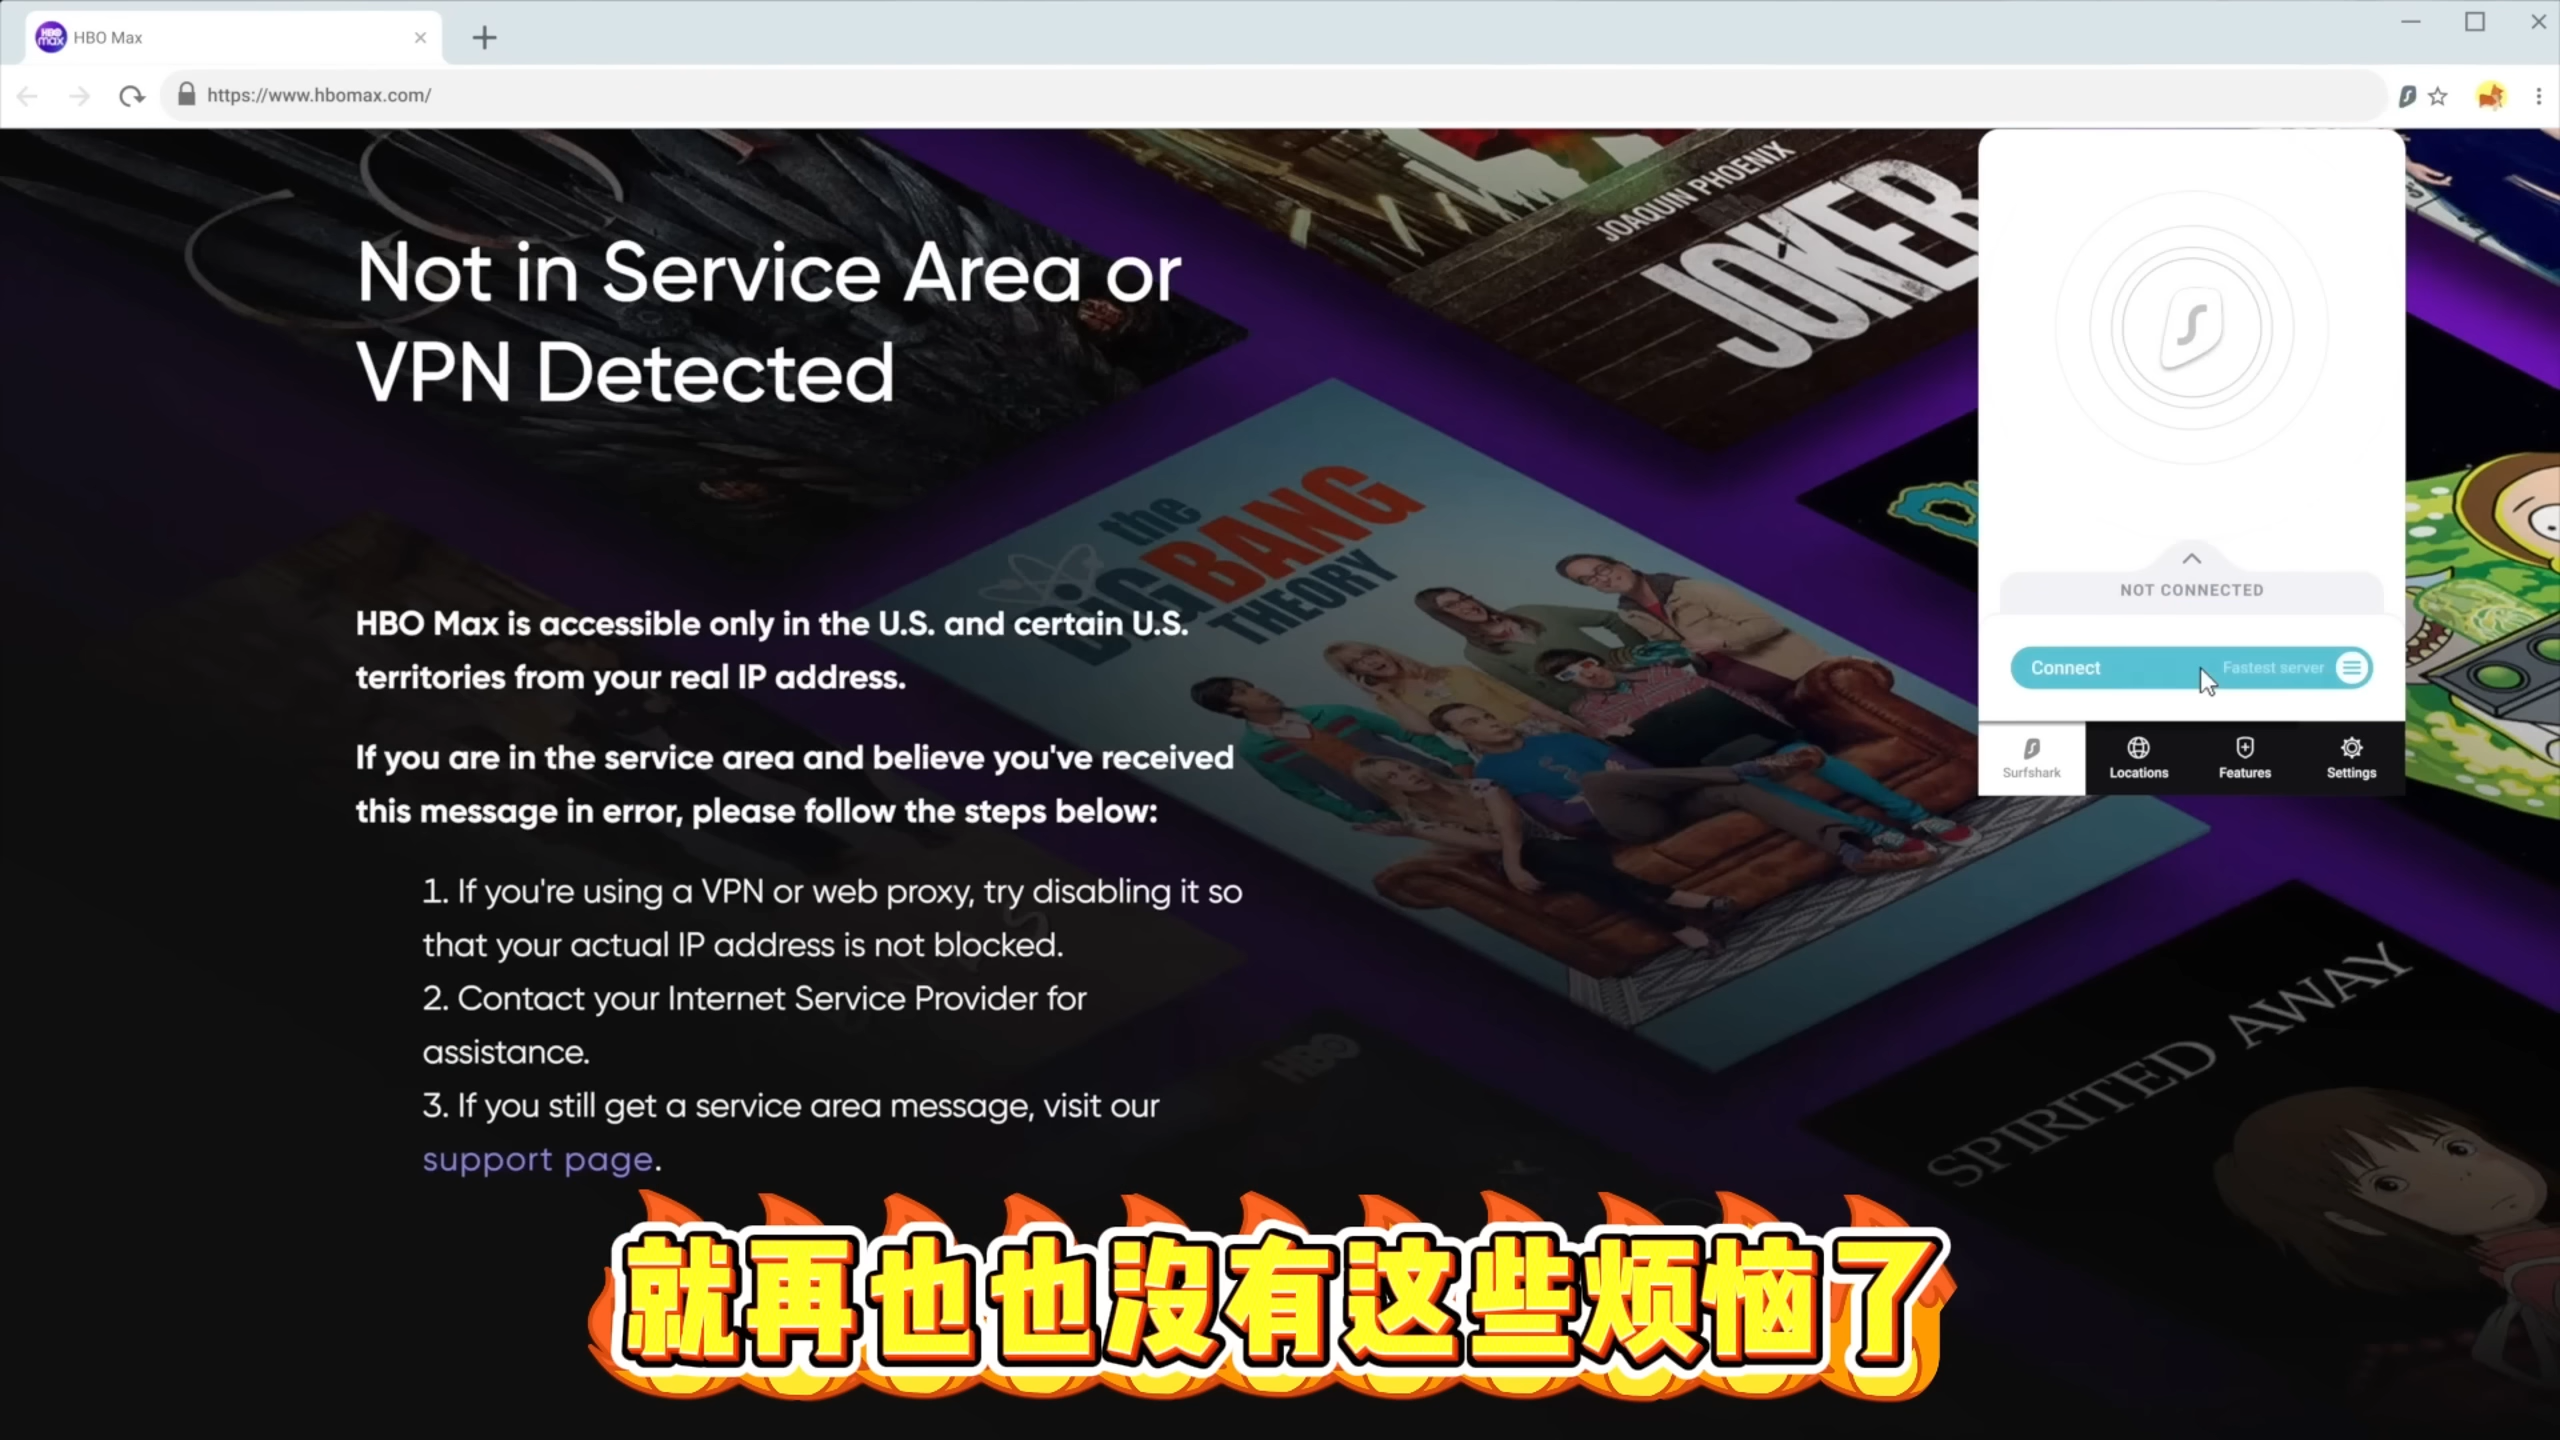 HBO max
HBO Max
https://www.hbomax.com/
Not in Service Area or
VPN Detected
HBO Max is accessible only in the U.S. and certain U.S.
territories from your real IP address.
If you are in the service area and believe you've received
this message in error, please follow the steps below:
1. If you're using a VPN or web proxy, try disabling it so
that your actual IP address is not blocked.
2. Contact your Internet Service Provider for
assistance.
3. If you still get a service area message, visit our
support page.
JOAQUIN PHOENIX
JOKER
the
BIG BANG
THEORY
HBO
SPIRITED AWAY
NOT CONNECTED
Connect
Fastest server
Surfshark
Locations
Features
Settings
就再也也没有这些烦恼了